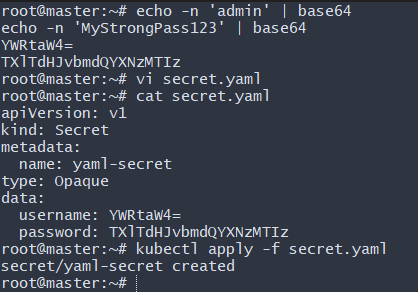 root@master:~# echo -n 'admin' | base64
echo -n 'MyStrongPass123' | base64
YWRtaW4=
TXlTdHJvbmdQYXNzMTIz
root@master:~# vi secret.yaml
root@master:~# cat secret.yaml
apiVersion: v1
kind: Secret
metadata:
  name: yaml-secret
type: Opaque
data:
  username: YWRtaW4=
  password: TXlTdHJvbmdQYXNzMTIz
root@master:~# kubectl apply -f secret.yaml
secret/yaml-secret created
root@master:~#